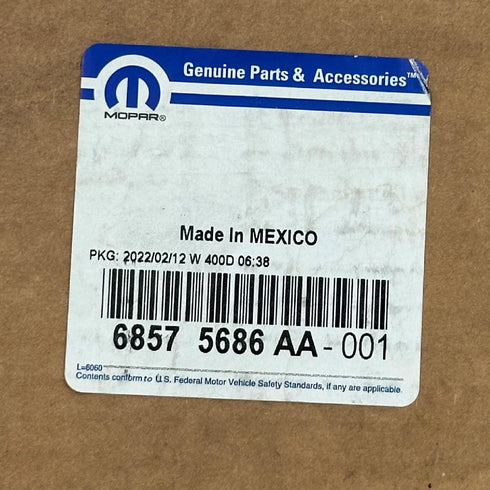 Genuine Parts & Accessories™
MOPAR®
Made In MEXICO
PKG: 2022/02/12 W 400D 06:38
6857 5686 AA - 001
L=6060
Contents conform to U.S. Federal Motor Vehicle Safety Standards, if any are applicable.